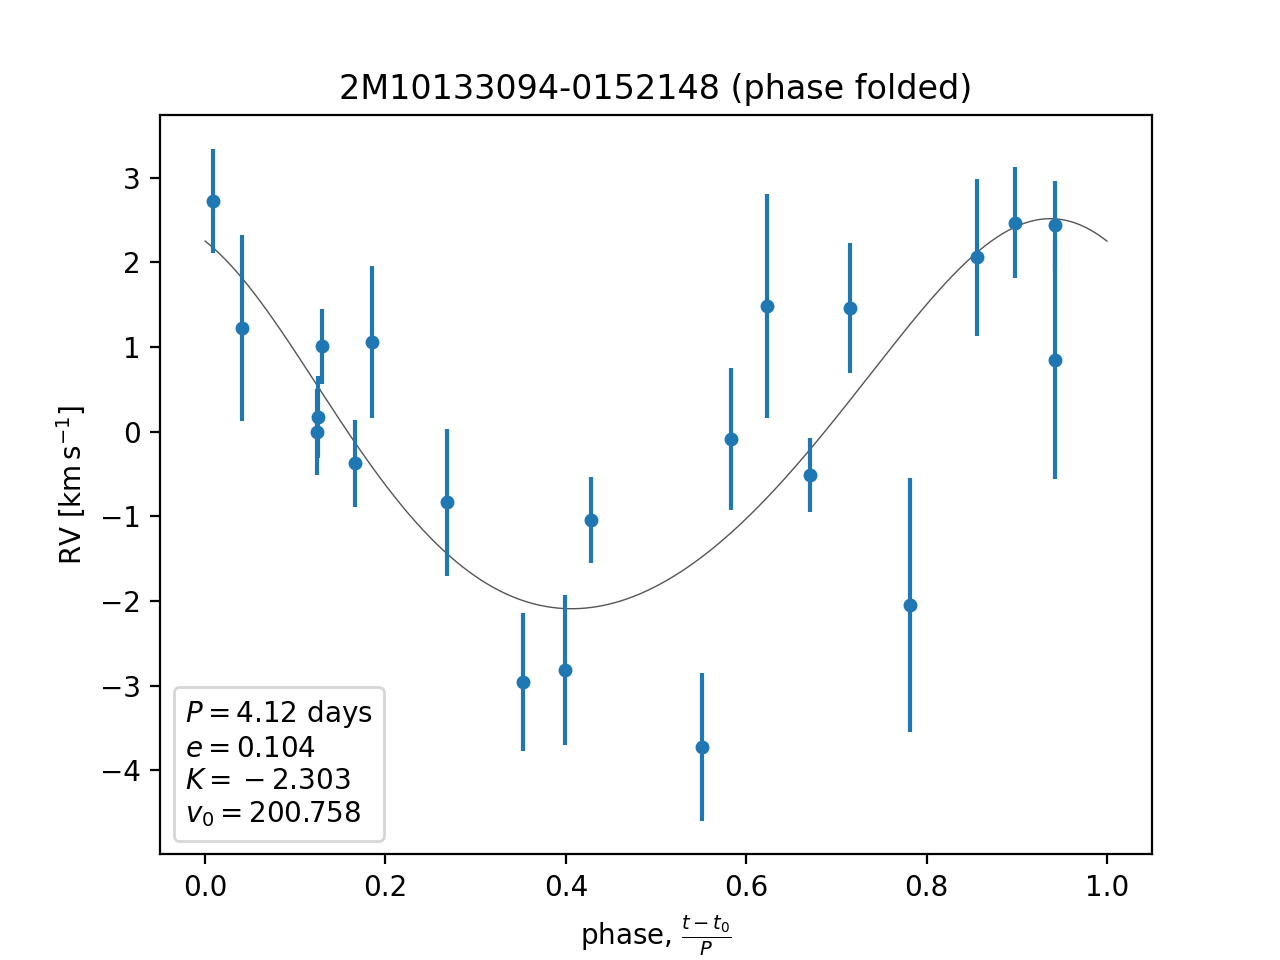 2M10133094-0152148 (phase folded)
3
2
1
0
−1
−2
−3
−4
RV [km s⁻¹]
P = 4.12 days
e = 0.104
K = −2.303
v₀ = 200.758
0.0 0.2 0.4 0.6 0.8 1.0
phase, (t − t₀)/P